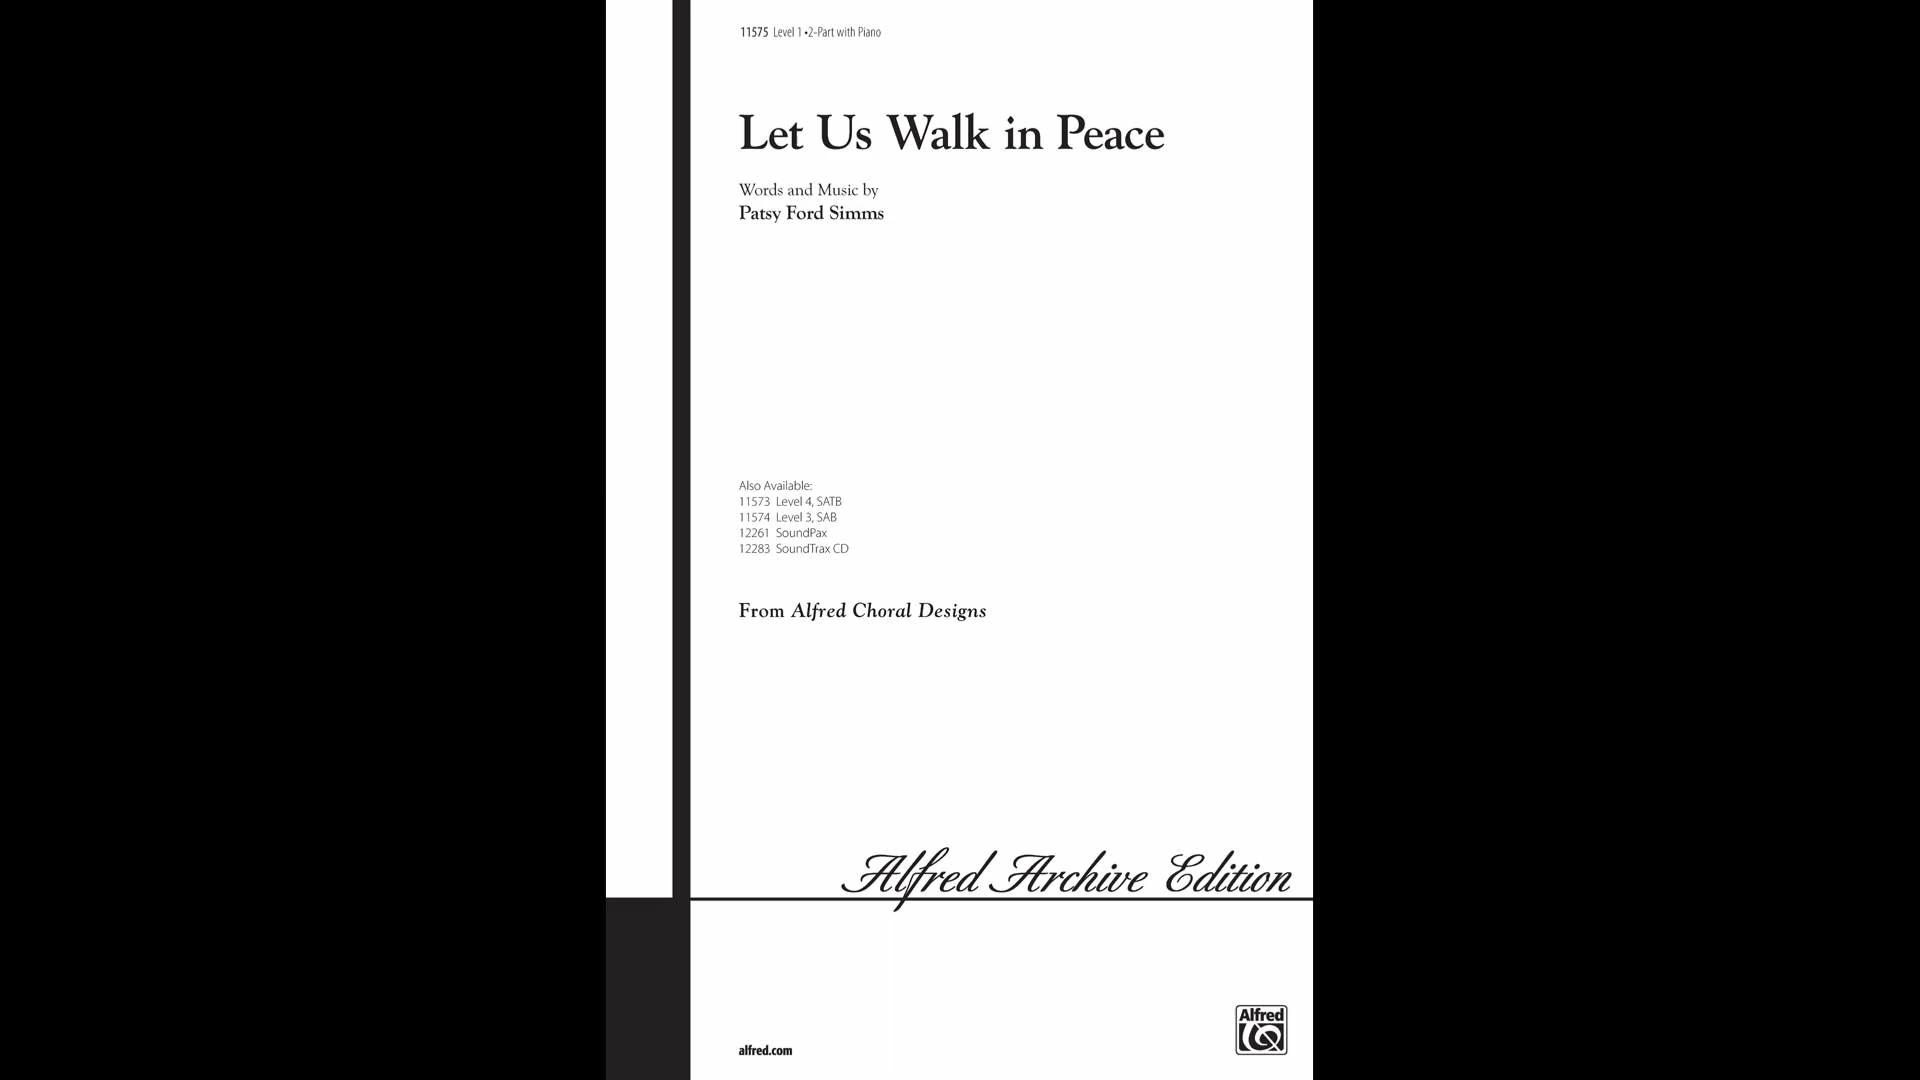 11575 Level 1 • 2-Part with Piano
Let Us Walk in Peace
Words and Music by
Patsy Ford Simms
Also Available:
11573 Level 4, SATB
11574 Level 3, SAB
12261 SoundPax
12283 SoundTrax CD
From Alfred Choral Designs
Alfred Archive Edition
Alfred
alfred.com